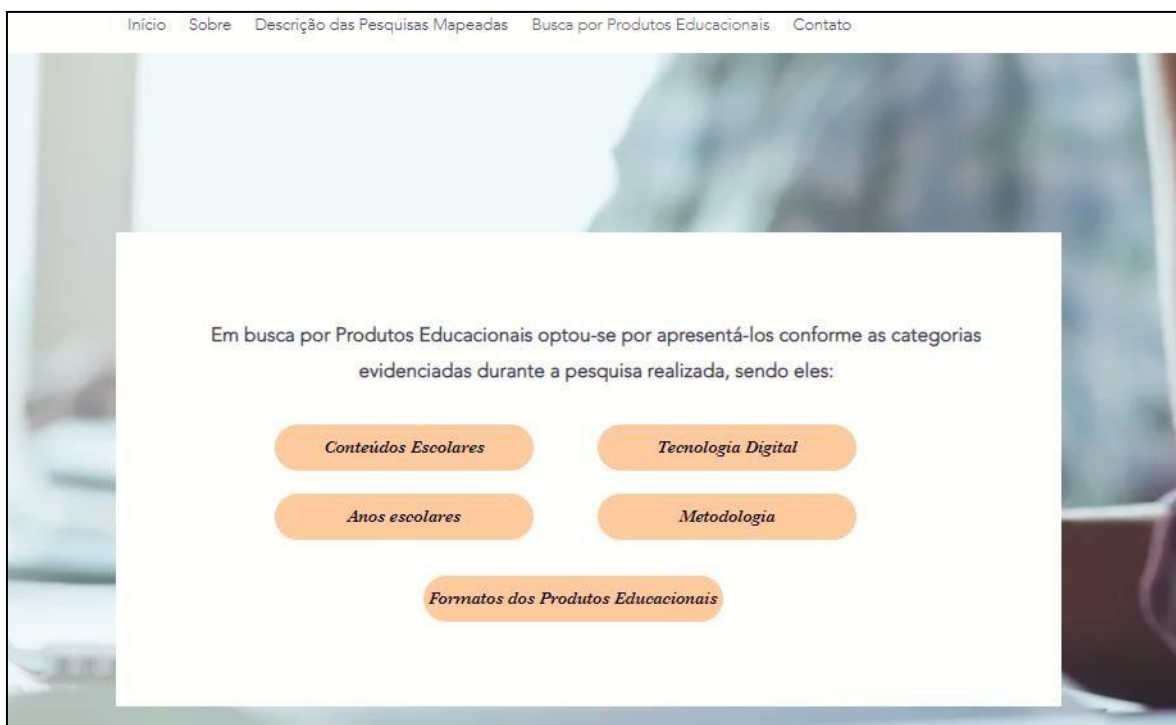 Início Sobre Descrição das Pesquisas Mapeadas Busca por Produtos Educacionais Contato
Em busca por Produtos Educacionais optou-se por apresentá-los conforme as categorias
evidenciadas durante a pesquisa realizada, sendo eles:
Conteúdos Escolares Tecnologia Digital
Anos escolares Metodologia
Formatos dos Produtos Educacionais